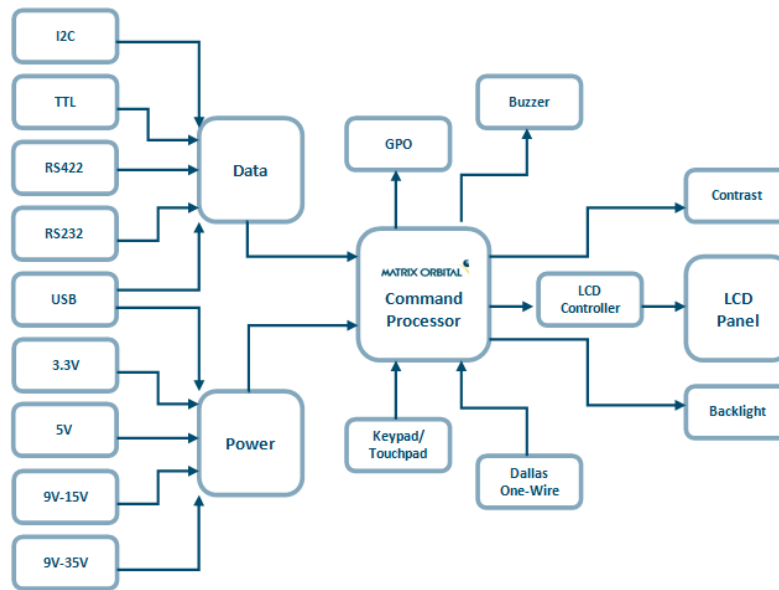 I2C
TTL
RS422
RS232
USB
3.3V
5V
9V-15V
9V-35V
Data
Power
GPO
Buzzer
MATRIX ORBITAL
Command
Processor
Keypad/
Touchpad
Dallas
One-Wire
Contrast
LCD
Controller
LCD
Panel
Backlight